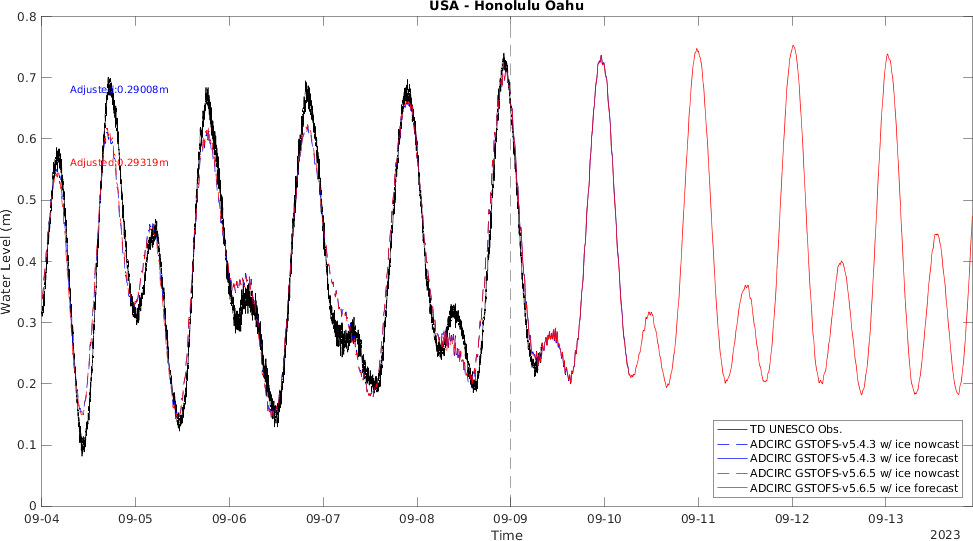 USA - Honolulu Oahu
0.8
0.7
Adjusted:0.29008m
0.6
Adjusted:0.29319m
0.5
0.4
0.3
0.2
0.1
0
Water Level (m)
TD UNESCO Obs.
ADCIRC GSTOFS-v5.4.3 w/ ice nowcast
ADCIRC GSTOFS-v5.4.3 w/ ice forecast
ADCIRC GSTOFS-v5.6.5 w/ ice nowcast
ADCIRC GSTOFS-v5.6.5 w/ ice forecast
09-04 09-05 09-06 09-07 09-08 09-09 09-10 09-11 09-12 09-13
Time
2023